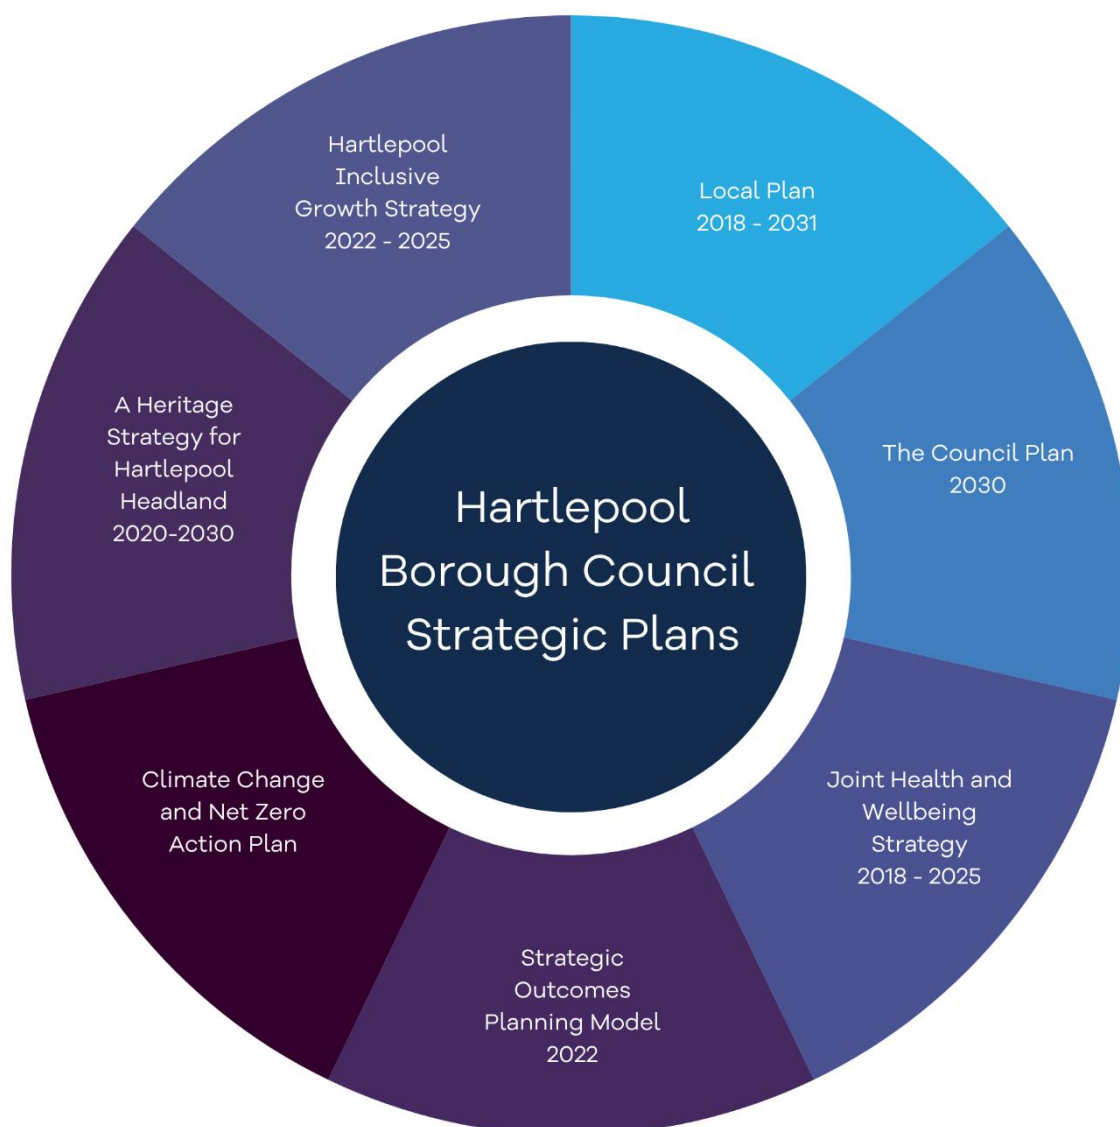 Hartlepool
Borough Council
Strategic Plans
Local Plan
2018 - 2031
The Council Plan
2030
Joint Health and
Wellbeing
Strategy
2018 - 2025
Strategic
Outcomes
Planning Model
2022
Climate Change
and Net Zero
Action Plan
A Heritage
Strategy for
Hartlepool
Headland
2020-2030
Hartlepool
Inclusive
Growth Strategy
2022 - 2025